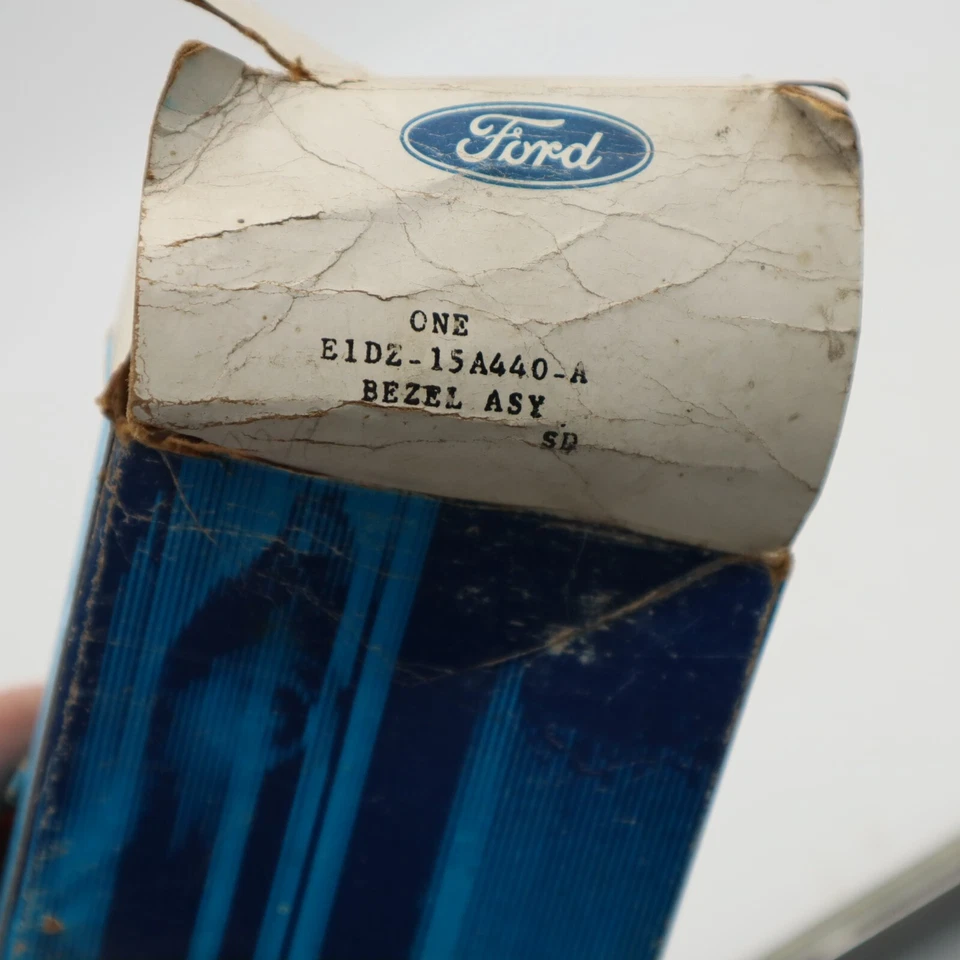 Ford
ONE
E1DZ-15A440-A
BEZEL ASY
SD